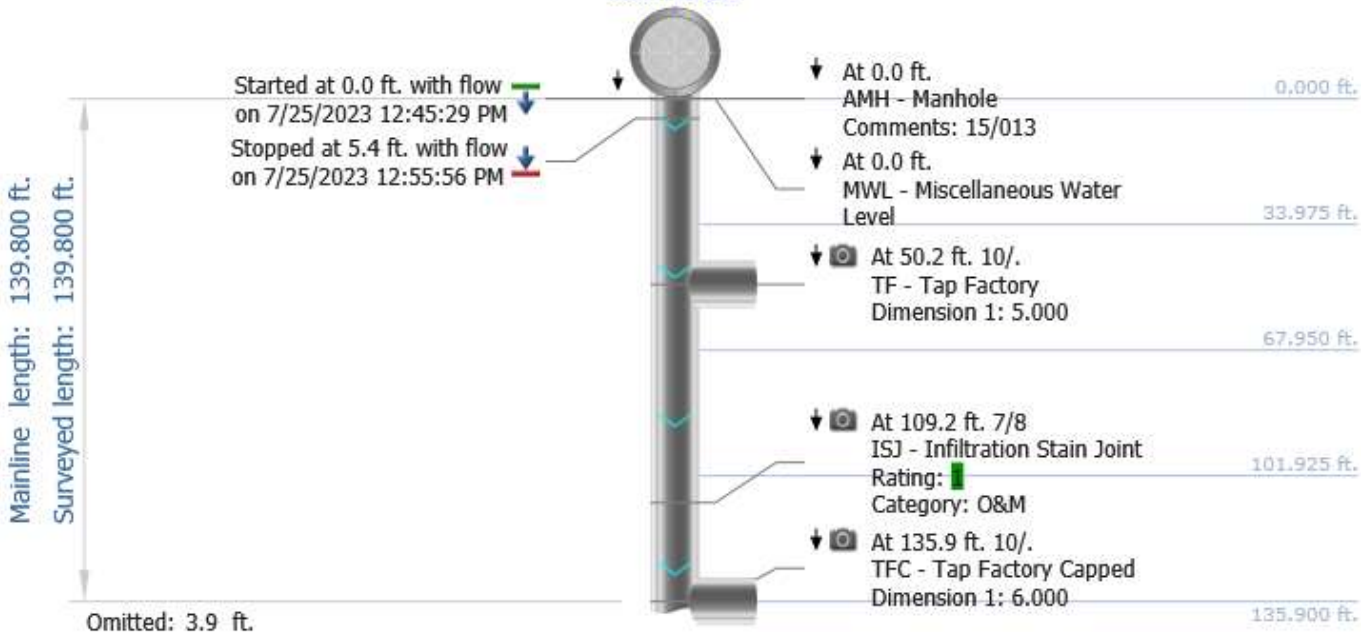 Started at 0.0 ft. with flow
on 7/25/2023 12:45:29 PM
Stopped at 5.4 ft. with flow
on 7/25/2023 12:55:56 PM
Mainline length: 139.800 ft.
Surveyed length: 139.800 ft.
At 0.0 ft.
AMH - Manhole
Comments: 15/013
At 0.0 ft.
MWL - Miscellaneous Water
Level
At 50.2 ft. 10/.
TF - Tap Factory
Dimension 1: 5.000
At 109.2 ft. 7/8
ISJ - Infiltration Stain Joint
Rating: 1
Category: O&M
At 135.9 ft. 10/.
TFC - Tap Factory Capped
Dimension 1: 6.000
0.000 ft.
33.975 ft.
67.950 ft.
101.925 ft.
135.900 ft.
Omitted: 3.9 ft.